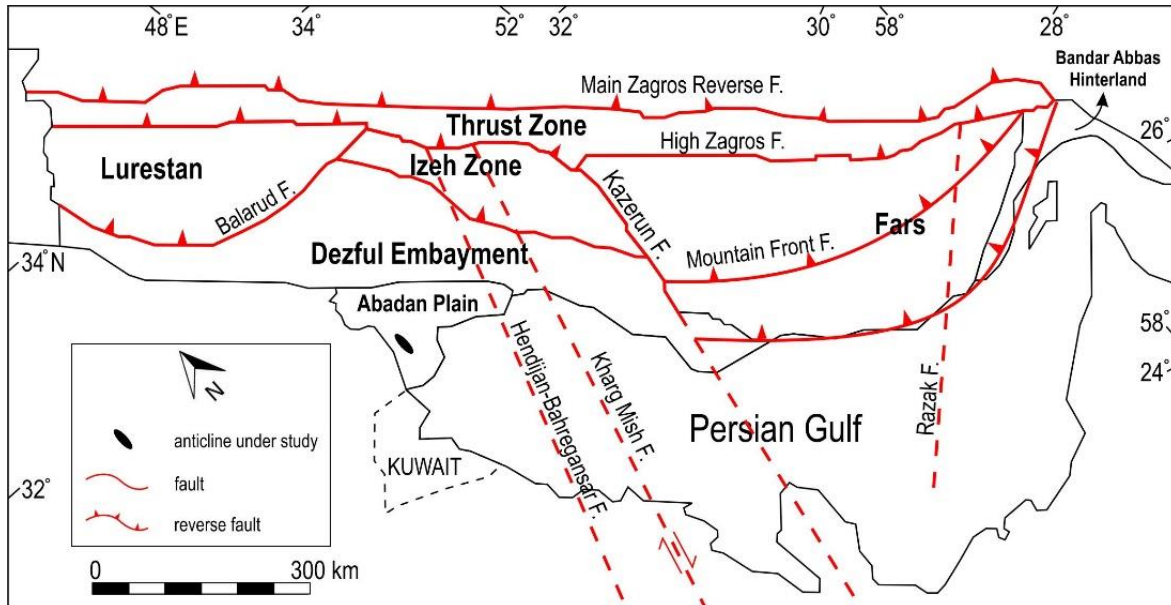 48°E
34°
52°
32°
30°
58°
28°
Bandar Abbas
Hinterland
Main Zagros Reverse F.
Thrust Zone
High Zagros F.
26°
Lurestan
Izeh Zone
Balarud F.
Kazerun F.
Fars
Mountain Front F.
Dezful Embayment
34°N
Abadan Plain
58°
24°
Hendijan-Bahregansar F.
Kharg Mish F.
Razak F.
Persian Gulf
N
anticline under study
KUWAIT
32°
fault
reverse fault
0
300 km